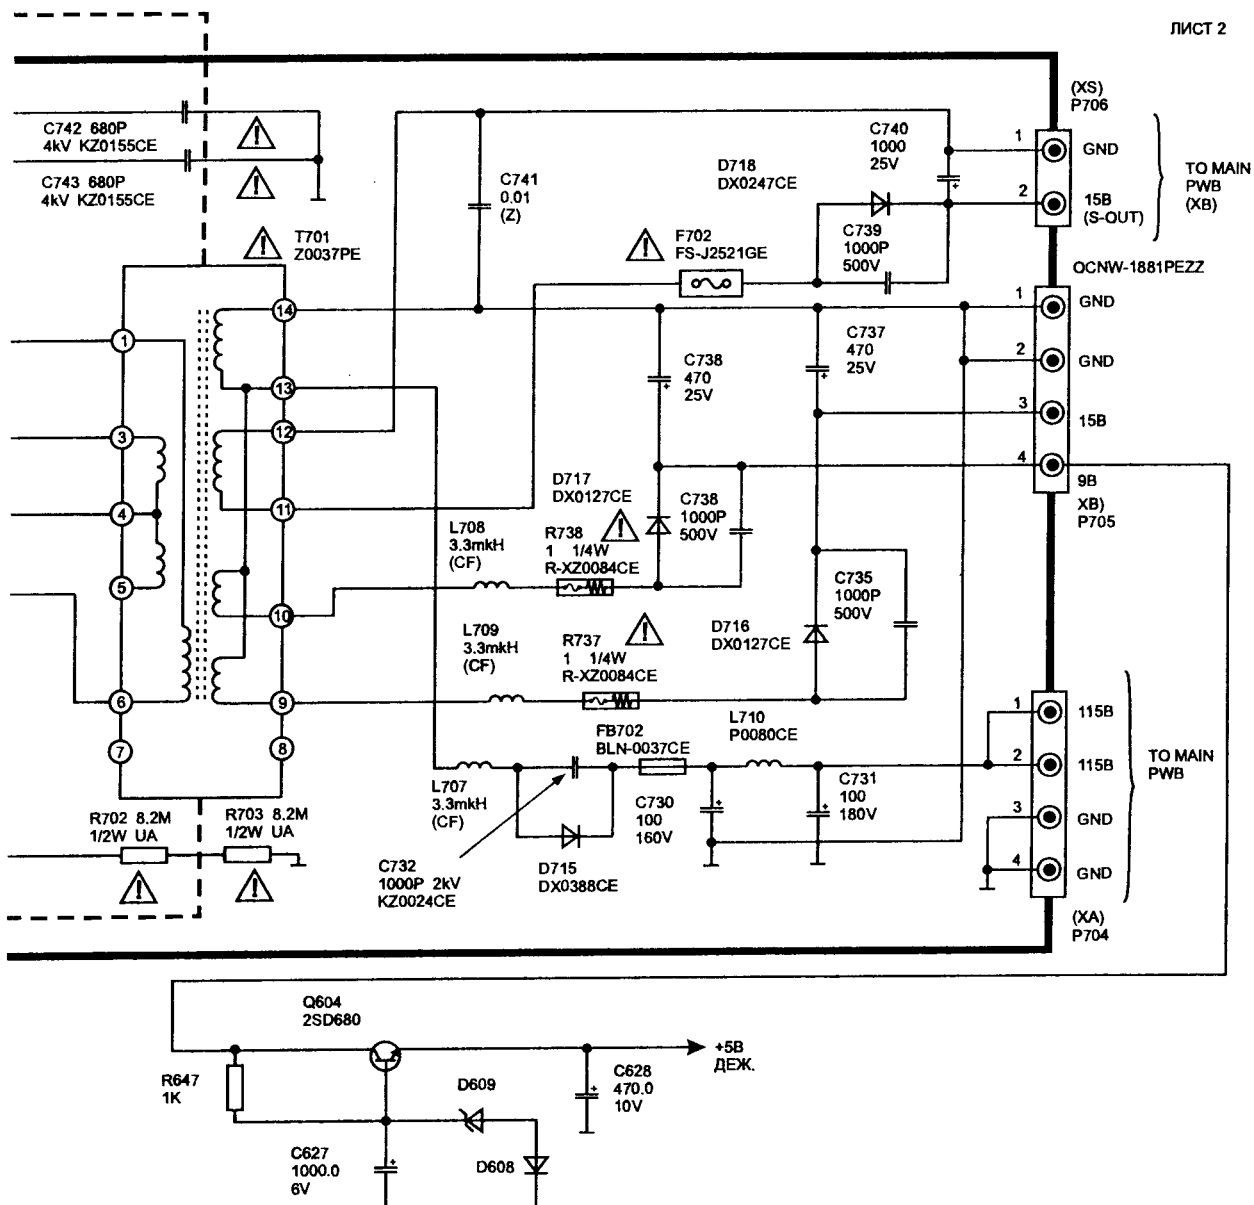 ЛИСТ 2
(XS)
P706
C742 680P
4kV KZ0155CE
C743 680P
4kV KZ0155CE
C741
0.01
(Z)
C740
1000
25V
D718
DX0247CE
1
GND
2
15B
(S-OUT)
TO MAIN
PWB
(XB)
T701
Z0037PE
F702
FS-J2521GE
C739
1000P
500V
OCNW-1881PEZZ
1
GND
2
GND
3
15B
4
9B
XB)
P705
14
1
13
12
3
11
4
5
10
6
9
7
8
C738
470
25V
C737
470
25V
D717
DX0127CE
C738
1000P
500V
L708
3.3mkH
(CF)
R738
1 1/4W
R-XZ0084CE
C735
1000P
500V
L709
3.3mkH
(CF)
R737
1 1/4W
R-XZ0084CE
D716
DX0127CE
FB702
BLN-0037CE
L710
P0080CE
1
115B
2
115B
3
GND
4
GND
TO MAIN
PWB
(XA)
P704
L707
3.3mkH
(CF)
C730
100
160V
C731
100
180V
R702 8.2M
1/2W UA
R703 8.2M
1/2W UA
C732
1000P 2kV
KZ0024CE
D715
DX0388CE
Q604
2SD680
+5В
ДЕЖ.
R647
1K
D609
C628
470.0
10V
C627
1000.0
6V
D608